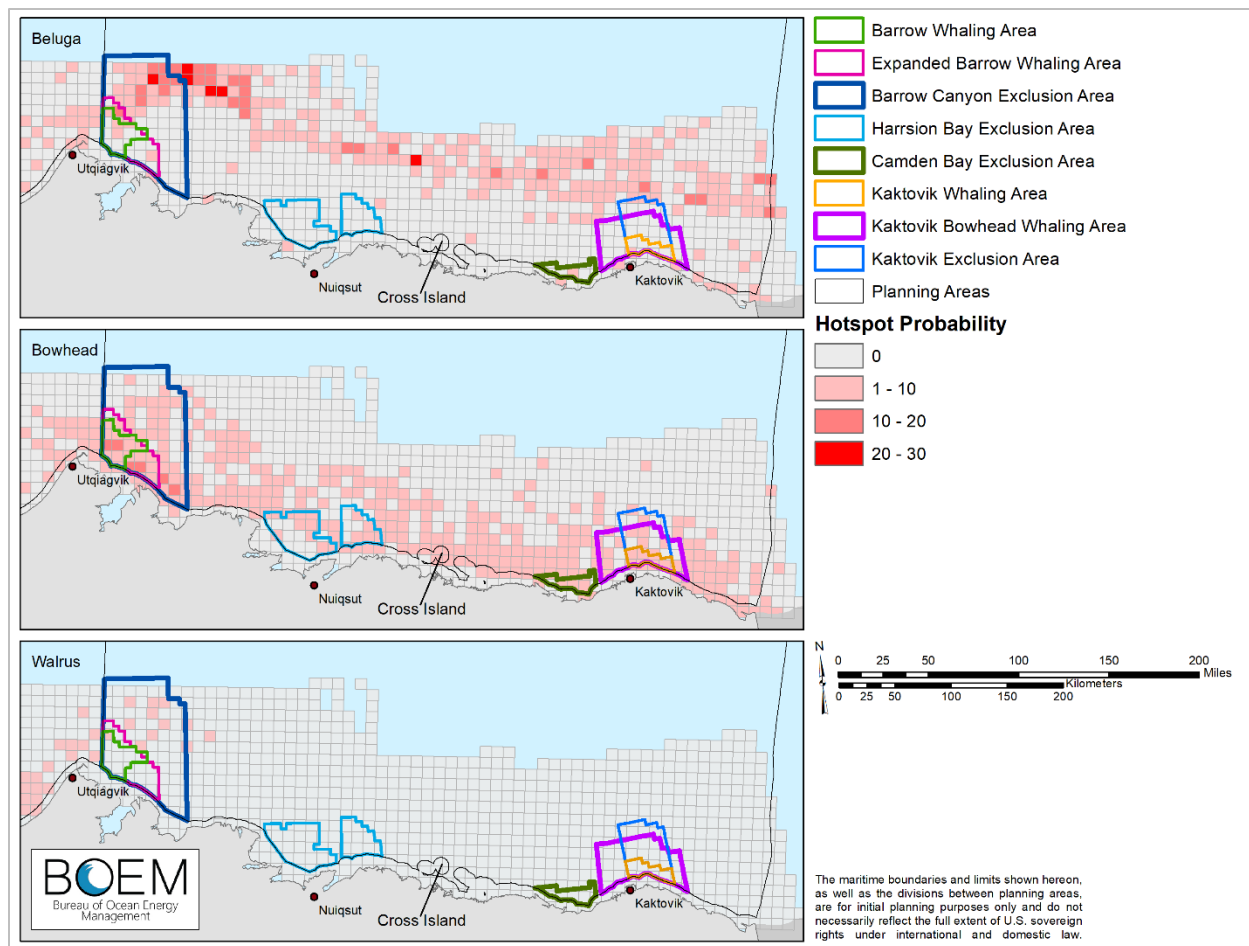 Beluga
Utqiaġvik
Nuiqsut
Cross Island
Kaktovik
Bowhead
Utqiaġvik
Nuiqsut
Cross Island
Kaktovik
Walrus
Utqiaġvik
Nuiqsut
Cross Island
Kaktovik
BOEM
Bureau of Ocean Energy
Management
Barrow Whaling Area
Expanded Barrow Whaling Area
Barrow Canyon Exclusion Area
Harrsion Bay Exclusion Area
Camden Bay Exclusion Area
Kaktovik Whaling Area
Kaktovik Bowhead Whaling Area
Kaktovik Exclusion Area
Planning Areas
Hotspot Probability
0
1 - 10
10 - 20
20 - 30
N
0 25 50 100 150 200
Miles
Kilometers
0 25 50 100 150 200
The maritime boundaries and limits shown hereon,
as well as the divisions between planning areas,
are for initial planning purposes only and do not
necessarily reflect the full extent of U.S. sovereign
rights under international and domestic law.